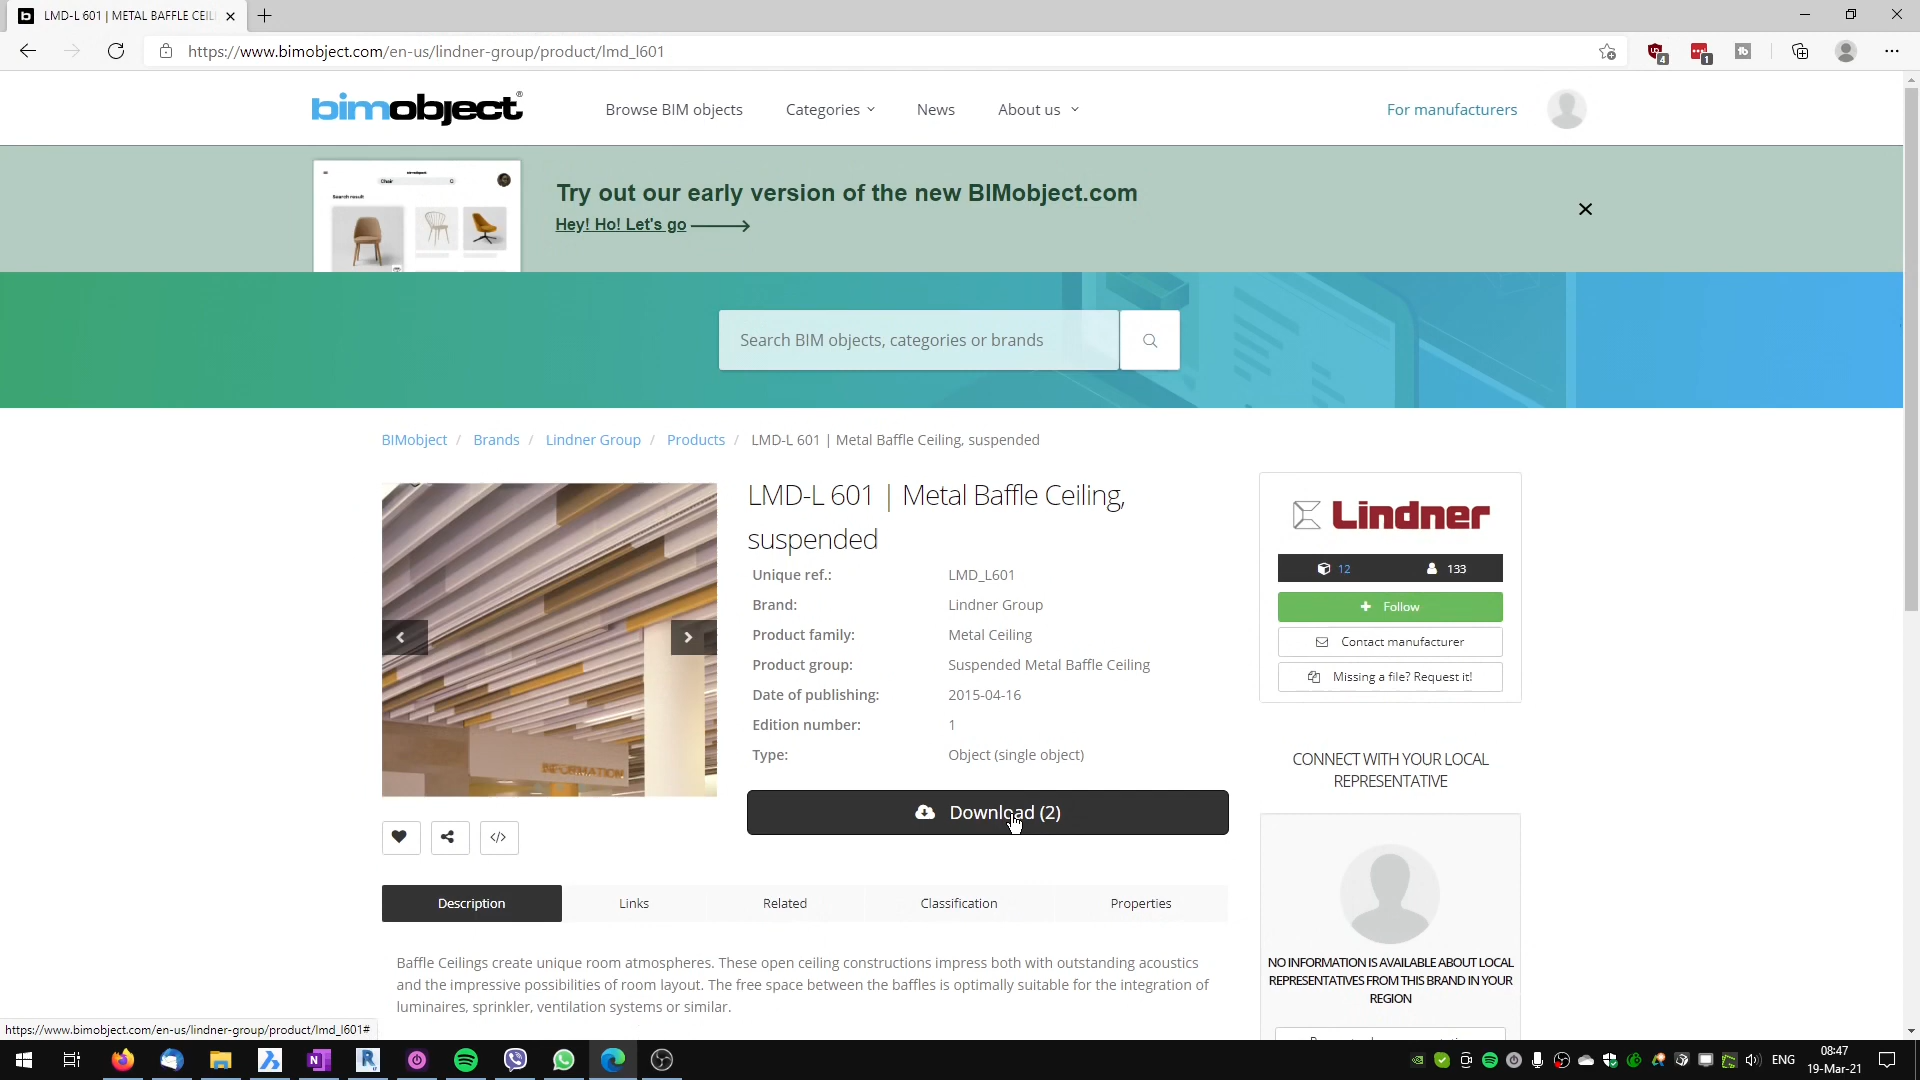 LMD-L 601 | METAL BAFFLE CEIL
https://www.bimobject.com/en-us/lindner-group/product/lmd_l601
4
1
bimobject®
Browse BIM objects
Categories
News
About us
For manufacturers
Chair
Search result
Try out our early version of the new BIMobject.com
Hey! Ho! Let's go
Search BIM objects, categories or brands
BIMobject / Brands / Lindner Group / Products / LMD-L 601 | Metal Baffle Ceiling, suspended
LMD-L 601 | Metal Baffle Ceiling,
suspended
Unique ref.: LMD_L601
Brand: Lindner Group
Product family: Metal Ceiling
Product group: Suspended Metal Baffle Ceiling
Date of publishing: 2015-04-16
Edition number: 1
Type: Object (single object)
INFORMATION
Download (2)
Lindner
12 133
Follow
Contact manufacturer
Missing a file? Request it!
CONNECT WITH YOUR LOCAL
REPRESENTATIVE
NO INFORMATION IS AVAILABLE ABOUT LOCAL
REPRESENTATIVES FROM THIS BRAND IN YOUR
REGION
Description
Links
Related
Classification
Properties
Baffle Ceilings create unique room atmospheres. These open ceiling constructions impress both with outstanding acoustics
and the impressive possibilities of room layout. The free space between the baffles is optimally suitable for the integration of
luminaires, sprinkler, ventilation systems or similar.
https://www.bimobject.com/en-us/lindner-group/product/lmd_l601#
ENG
08:47
19-Mar-21